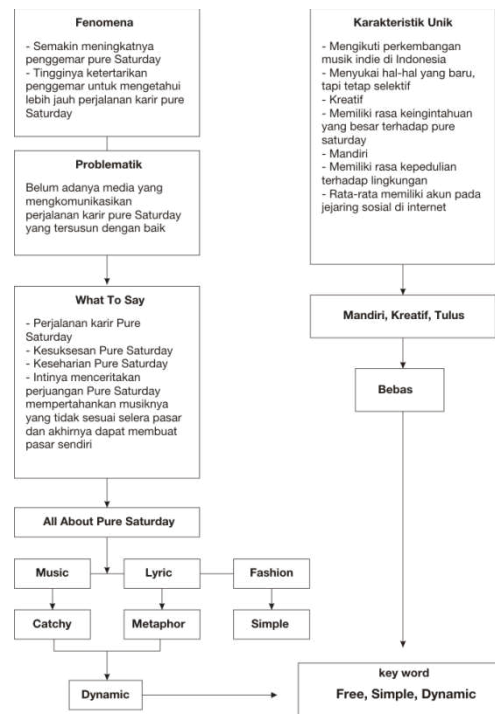 Fenomena
- Semakin meningkatnya
penggemar pure Saturday
- Tingginya ketertarikan
penggemar untuk mengetahui
lebih jauh perjalanan karir pure
Saturday
Problematik
Belum adanya media yang
mengkomunikasikan
perjalanan karir pure Saturday
yang tersusun dengan baik
What To Say
- Perjalanan karir Pure
Saturday
- Kesuksesan Pure Saturday
- Keseharian Pure Saturday
- Intinya menceritakan
perjuangan Pure Saturday
mempertahankan musiknya
yang tidak sesuai selera pasar
dan akhirnya dapat membuat
pasar sendiri
All About Pure Saturday
Music
Lyric
Fashion
Catchy
Metaphor
Simple
Dynamic
Karakteristik Unik
- Mengikuti perkembangan
musik indie di Indonesia
- Menyukai hal-hal yang baru,
tapi tetap selektif
- Kreatif
- Memiliki rasa keingintahuan
yang besar terhadap pure
saturday
- Mandiri
- Memiliki rasa kepedulian
terhadap lingkungan
- Rata-rata memiliki akun pada
jejaring sosial di internet
Mandiri, Kreatif, Tulus
Bebas
key word
Free, Simple, Dynamic